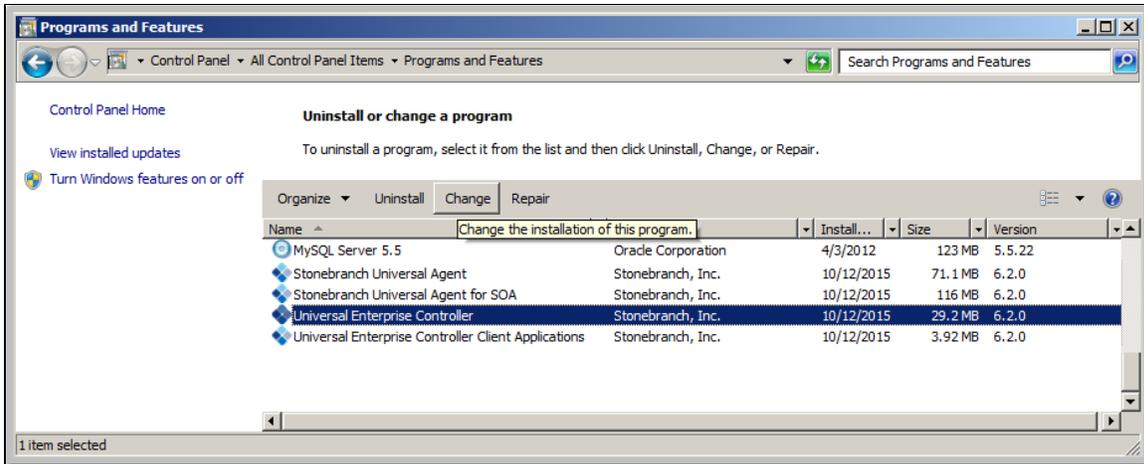 Programs and Features
Control Panel All Control Panel Items Programs and Features Search Programs and Features
Control Panel Home
View installed updates
Turn Windows features on or off
Uninstall or change a program
To uninstall a program, select it from the list and then click Uninstall, Change, or Repair.
Organize Uninstall Change Repair
Change the installation of this program.
Name Install... Size Version
MySQL Server 5.5 Oracle Corporation 4/3/2012 123 MB 5.5.22
Stonebranch Universal Agent Stonebranch, Inc. 10/12/2015 71.1 MB 6.2.0
Stonebranch Universal Agent for SOA Stonebranch, Inc. 10/12/2015 116 MB 6.2.0
Universal Enterprise Controller Stonebranch, Inc. 10/12/2015 29.2 MB 6.2.0
Universal Enterprise Controller Client Applications Stonebranch, Inc. 10/12/2015 3.92 MB 6.2.0
1 item selected